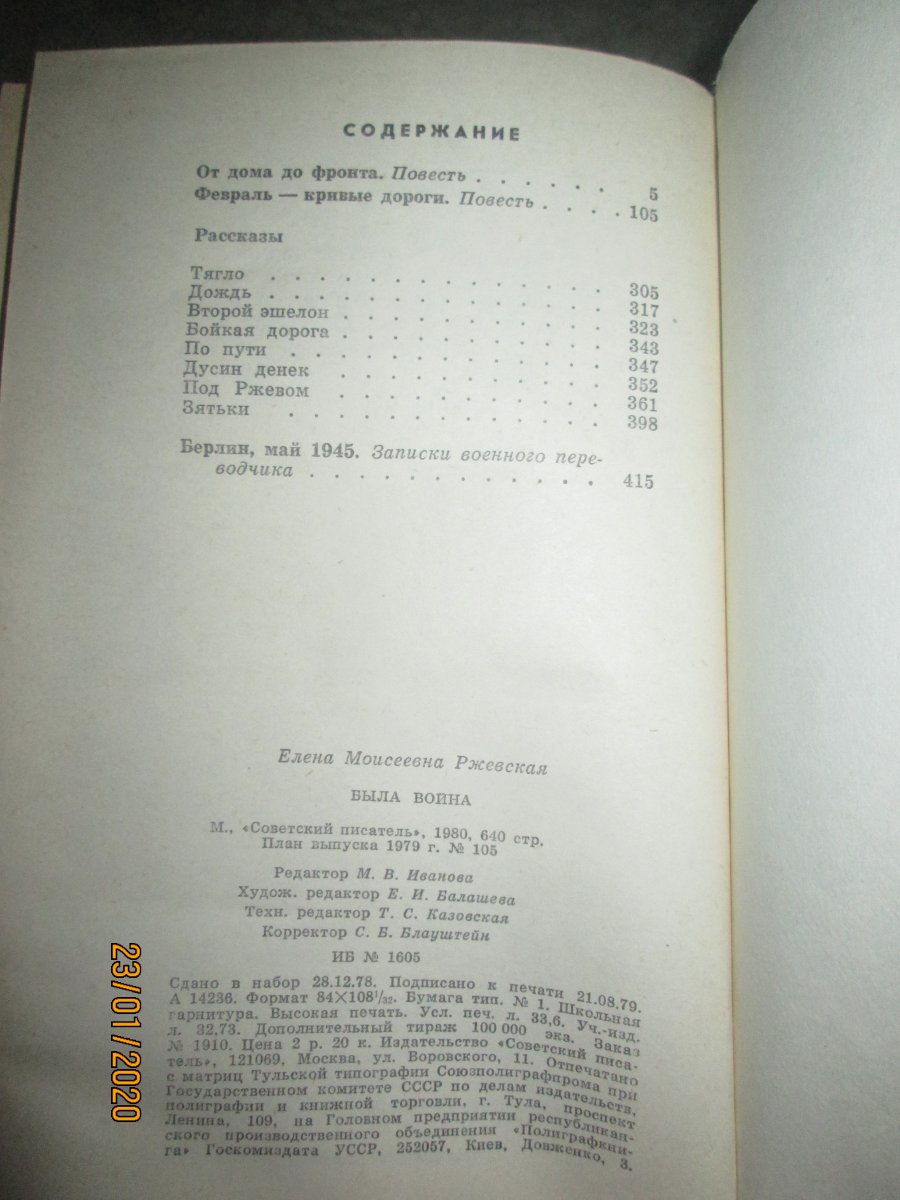 СОДЕРЖАНИЕ
От дома до фронта. Повесть . . . . . . 5
Февраль — кривые дороги. Повесть . . . . 105
Рассказы
Тягло . . . . . . . . . . . . . 305
Дождь . . . . . . . . . . . . . 317
Второй эшелон . . . . . . . . . . 323
Бойкая дорога . . . . . . . . . . 343
По пути . . . . . . . . . . . . 347
Дусин денек . . . . . . . . . . 352
Под Ржевом . . . . . . . . . . 361
Зятьки . . . . . . . . . . . . 398
Берлин, май 1945. Записки военного пере-
водчика . . . . . . . . . . . . 415
Елена Моисеевна Ржевская
БЫЛА ВОЙНА
М., «Советский писатель», 1980, 640 стр.
План выпуска 1979 г. № 105
Редактор М. В. Иванова
Худож. редактор Е. И. Балашева
Техн. редактор Т. С. Казовская
Корректор С. Б. Блауштейн
ИБ № 1605
Сдано в набор 28.12.78. Подписано к печати 21.08.79.
А 14236. Формат 84×108¹/₃₂. Бумага тип. № 1. Школьная
гарнитура. Высокая печать. Усл. печ. л. 33,6. Уч.-изд.
л. 32,73. Дополнительный тираж 100 000 экз. Заказ
№ 1910. Цена 2 р. 20 к. Издательство «Советский писа-
тель», 121069, Москва, ул. Воровского, 11. Отпечатано
с матриц Тульской типографии Союзполиграфпрома при
Государственном комитете СССР по делам издательств,
полиграфии и книжной торговли, г. Тула, проспект
Ленина, 109, на Головном предприятии республикан-
ского производственного объединения «Полиграфкни-
га» Госкомиздата УССР, 252057, Киев, Довженко, 3.
23/01/2020